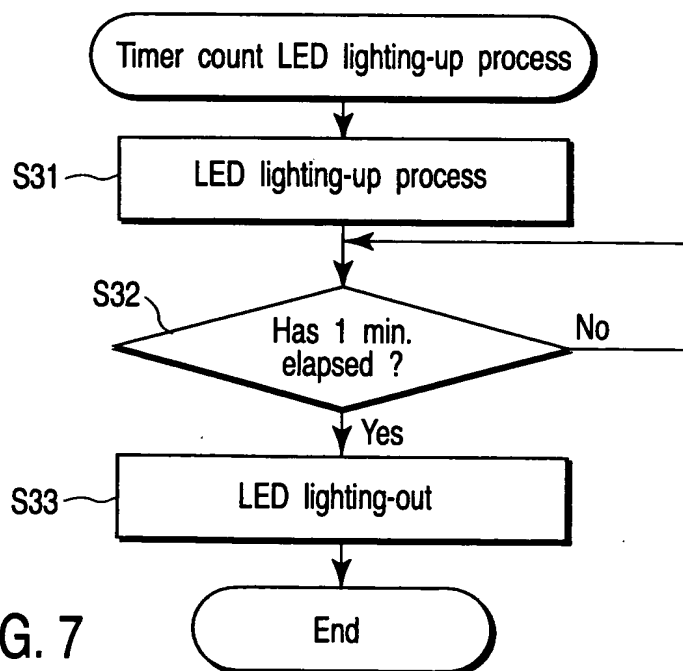 Timer count LED lighting-up process
S31
LED lighting-up process
S32
Has 1 min.
elapsed ?
No
Yes
S33
LED lighting-out
End
G. 7